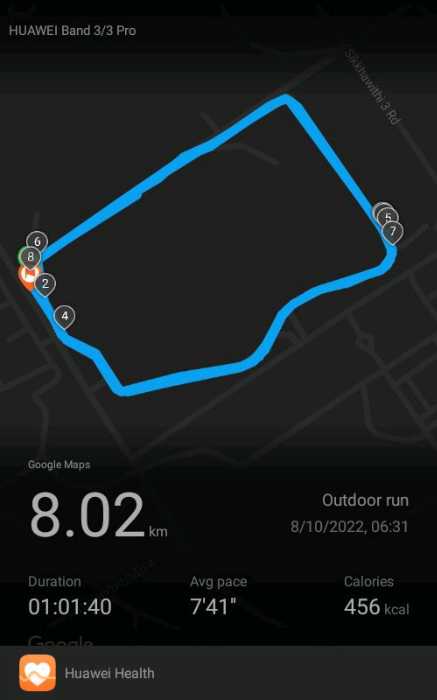 HUAWEI Band 3/3 Pro
Sikkhawithi 3 Rd
5
7
6
8
2
4
Google Maps
8.02 km
Outdoor run
8/10/2022, 06:31
Duration
Avg pace
Calories
01:01:40
7'41"
456 kcal
Google
Huawei Health